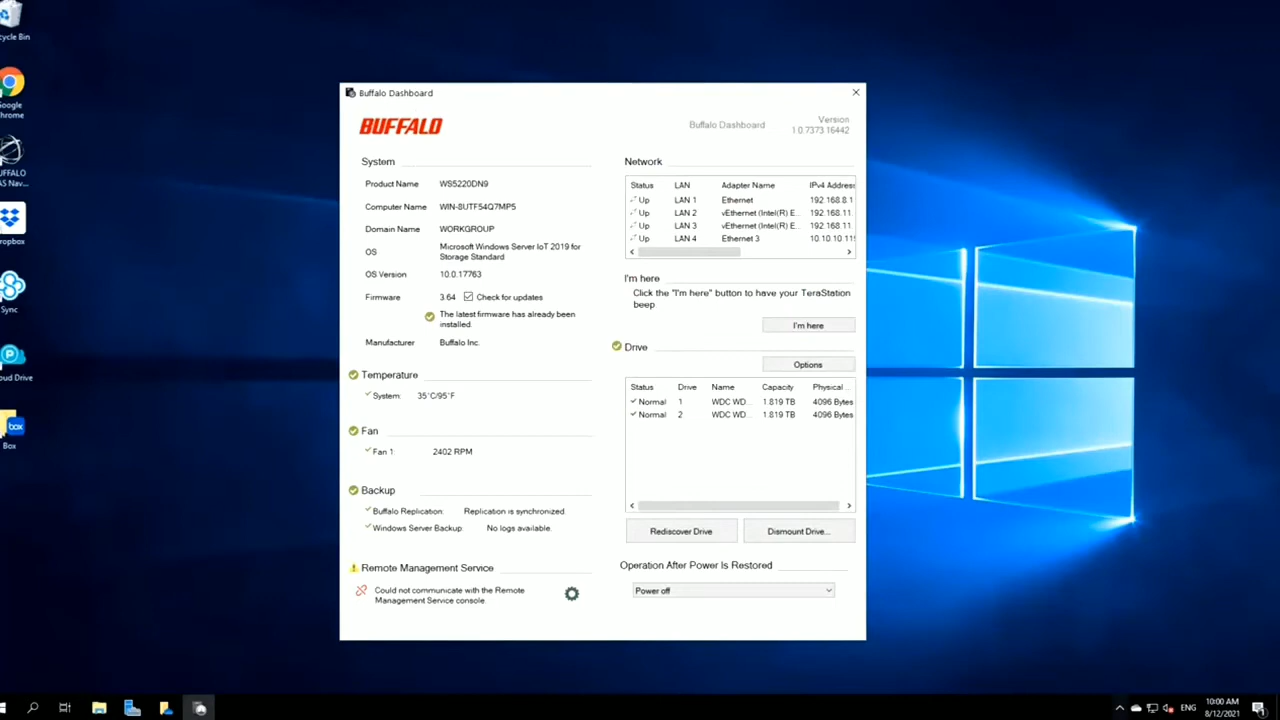 cycle Bin
Google
Chrome
UFFALO
AS Nav...
ropbox
Sync
loud Drive
Box
Buffalo Dashboard
BUFFALO
Buffalo Dashboard
Version
1.0.7373.16442
System
Product Name WS5220DN9
Computer Name WIN-8UTF54Q7MP5
Domain Name WORKGROUP
OS Microsoft Windows Server IoT 2019 for
Storage Standard
OS Version 10.0.17763
Firmware 3.64 Check for updates
The latest firmware has already been
installed.
Manufacturer Buffalo Inc.
Temperature
System: 35°C/95°F
Fan
Fan 1: 2402 RPM
Backup
Buffalo Replication: Replication is synchronized.
Windows Server Backup: No logs available.
Remote Management Service
Could not communicate with the Remote
Management Service console.
Network
Status LAN Adapter Name IPv4 Address
Up LAN 1 Ethernet 192.168.8.1
Up LAN 2 vEthernet (Intel(R) E... 192.168.11.
Up LAN 3 vEthernet (Intel(R) E... 192.168.11.
Up LAN 4 Ethernet 3 10.10.10.119
I'm here
Click the "I'm here" button to have your TeraStation
beep
I'm here
Drive
Options
Status Drive Name Capacity Physical ...
Normal 1 WDC WD... 1.819 TB 4096 Bytes
Normal 2 WDC WD... 1.819 TB 4096 Bytes
Rediscover Drive Dismount Drive...
Operation After Power Is Restored
Power off
ENG
10:00 AM
8/12/2021
1